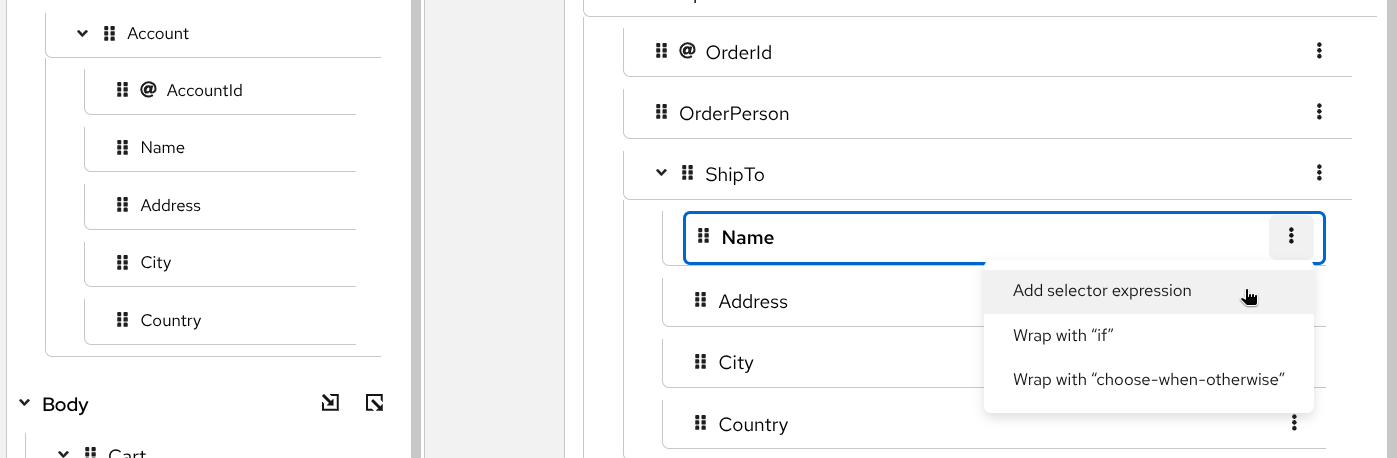 Account
@ AccountId
Name
Address
City
Country
Body
Cart
@ OrderId
OrderPerson
ShipTo
Name
Add selector expression
Address
Wrap with “if”
City
Wrap with “choose-when-otherwise”
Country